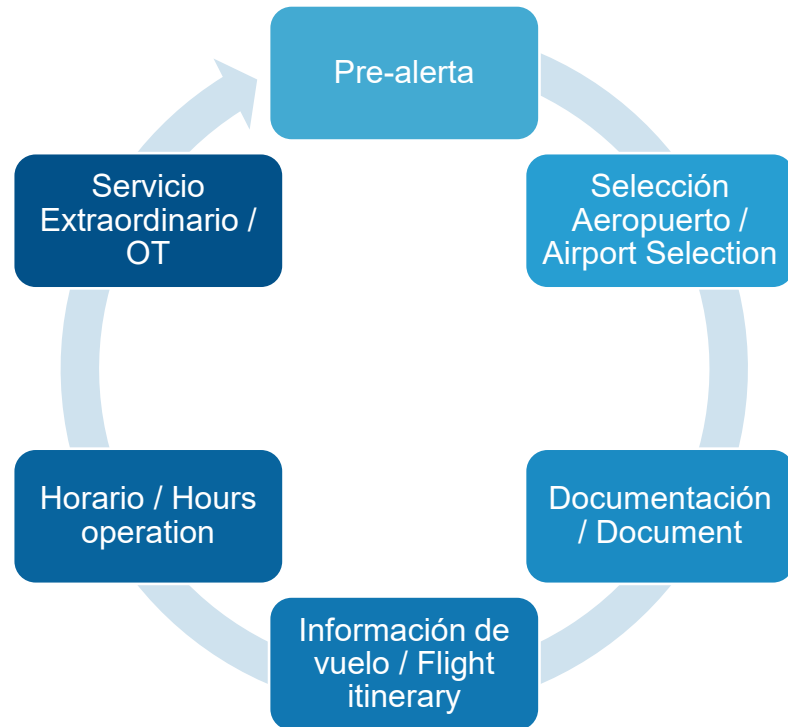 Pre-alerta
Selección
Aeropuerto /
Airport Selection
Documentación
/ Document
Información de
vuelo / Flight
itinerary
Horario / Hours
operation
Servicio
Extraordinario /
OT